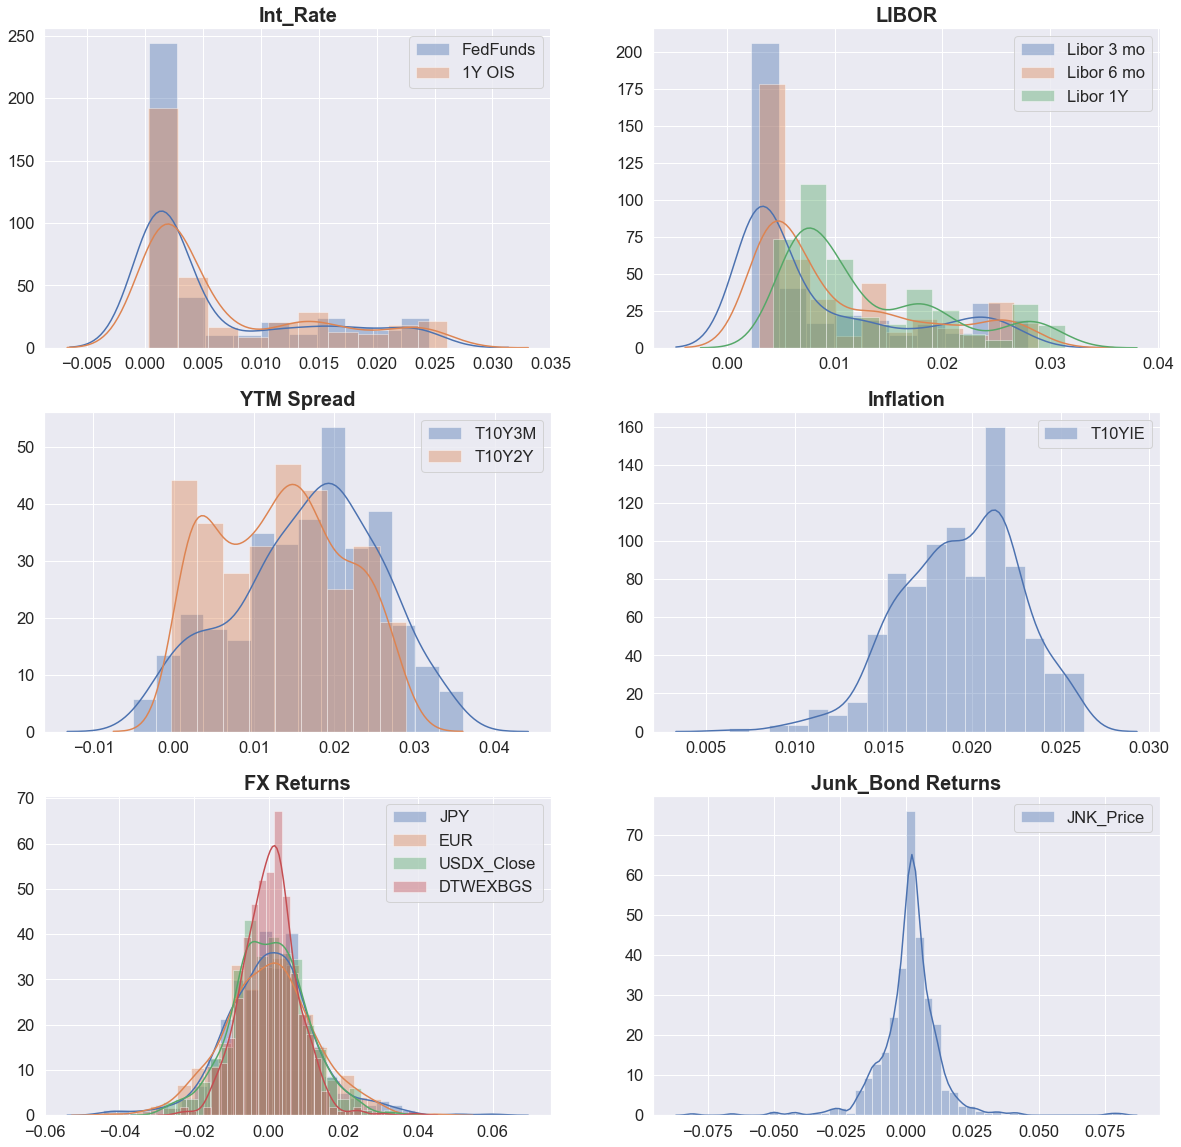 Int_Rate
250
200
150
100
50
0
−0.005 0.000 0.005 0.010 0.015 0.020 0.025 0.030 0.035
FedFunds
1Y OIS
LIBOR
200
175
150
125
100
75
50
25
0
0.00 0.01 0.02 0.03 0.04
Libor 3 mo
Libor 6 mo
Libor 1Y
YTM Spread
50
40
30
20
10
0
−0.01 0.00 0.01 0.02 0.03 0.04
T10Y3M
T10Y2Y
Inflation
160
140
120
100
80
60
40
20
0
0.005 0.010 0.015 0.020 0.025 0.030
T10YIE
FX Returns
70
60
50
40
30
20
10
0
−0.06 −0.04 −0.02 0.00 0.02 0.04 0.06
JPY
EUR
USDX_Close
DTWEXBGS
Junk_Bond Returns
70
60
50
40
30
20
10
0
−0.075 −0.050 −0.025 0.000 0.025 0.050 0.075
JNK_Price